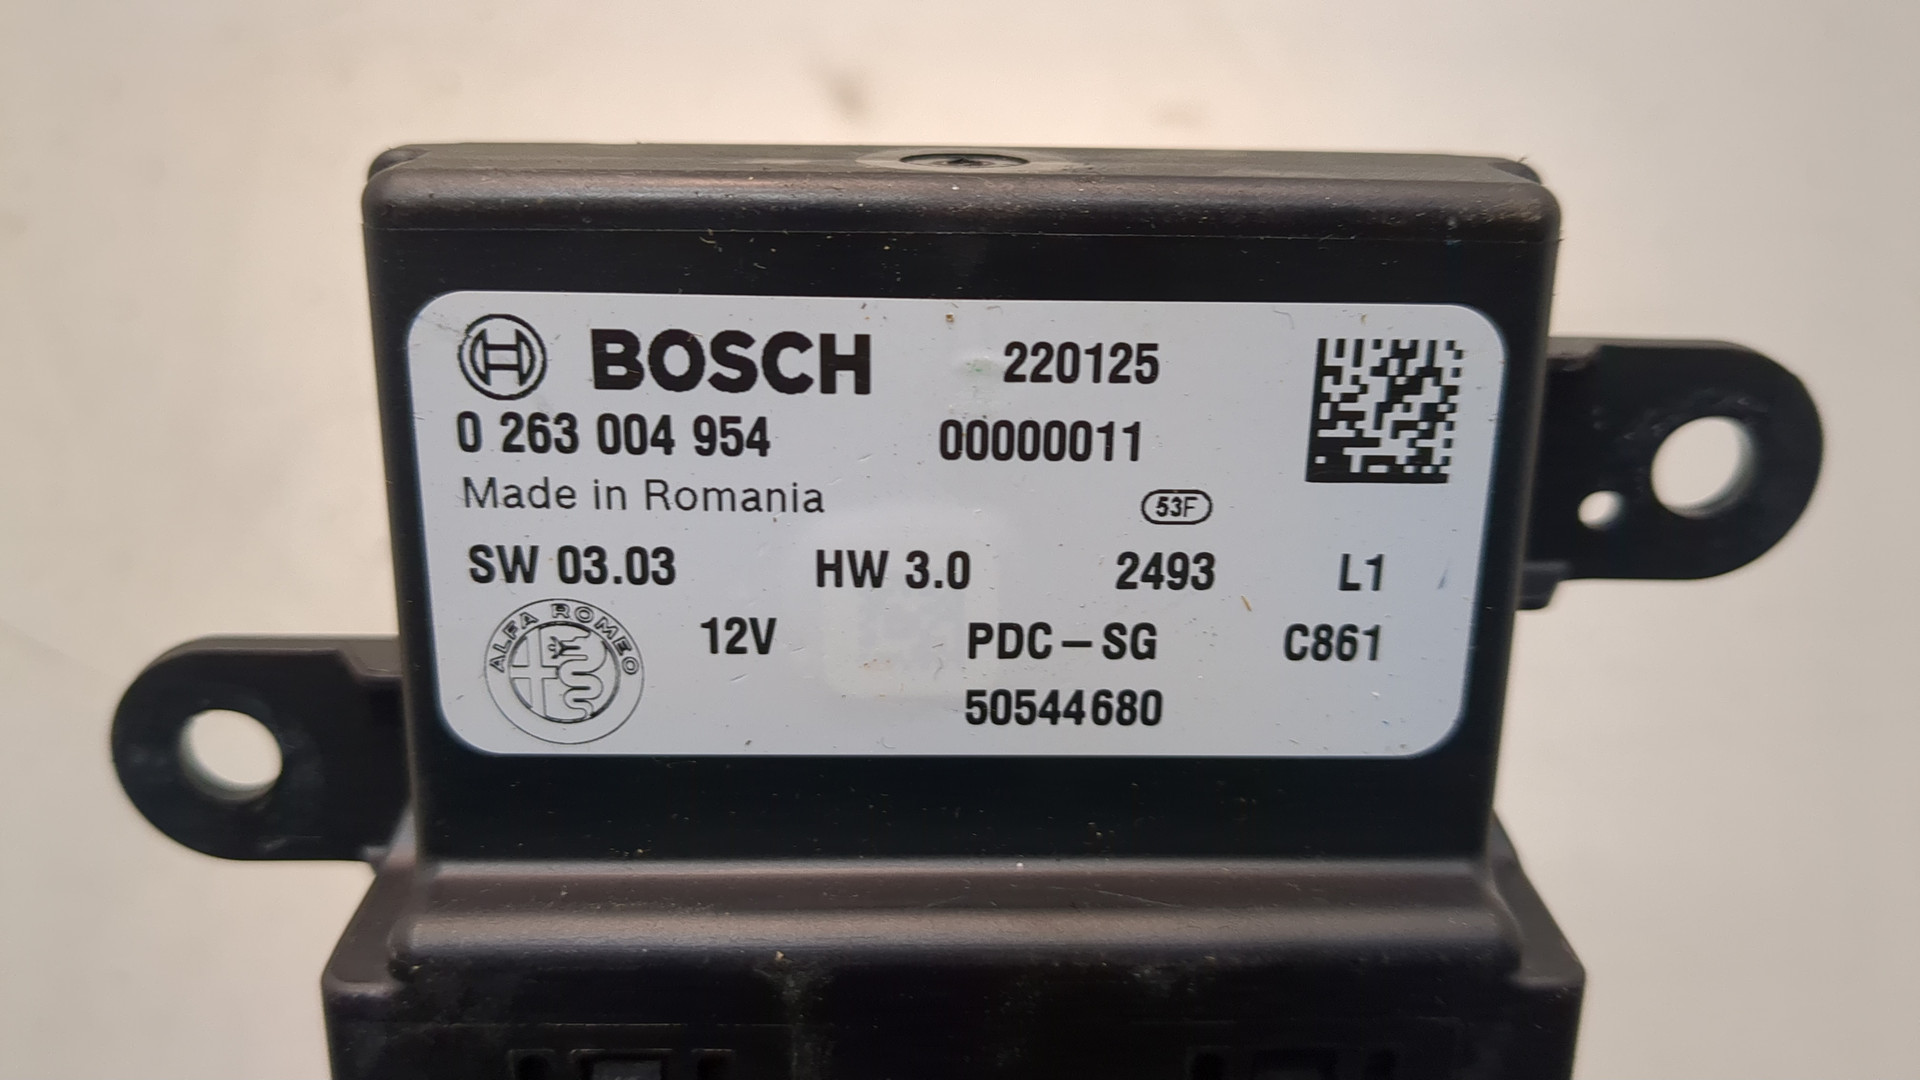 BOSCH 220125
0 263 004 954 00000011
Made in Romania 53F
SW 03.03 HW 3.0 2493 L1
ALFA ROMEO 12V PDC-SG C861
50544680